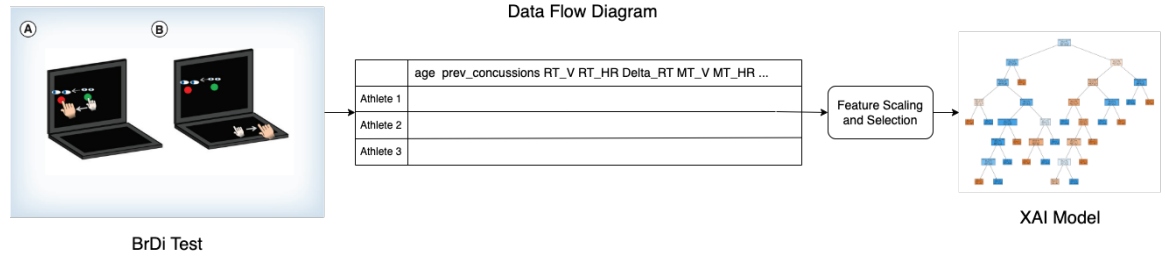 Data Flow Diagram
A
B
age prev_concussions RT_V RT_HR Delta_RT MT_V MT_HR ...
Athlete 1
Athlete 2
Athlete 3
Feature Scaling
and Selection
BrDi Test
XAI Model